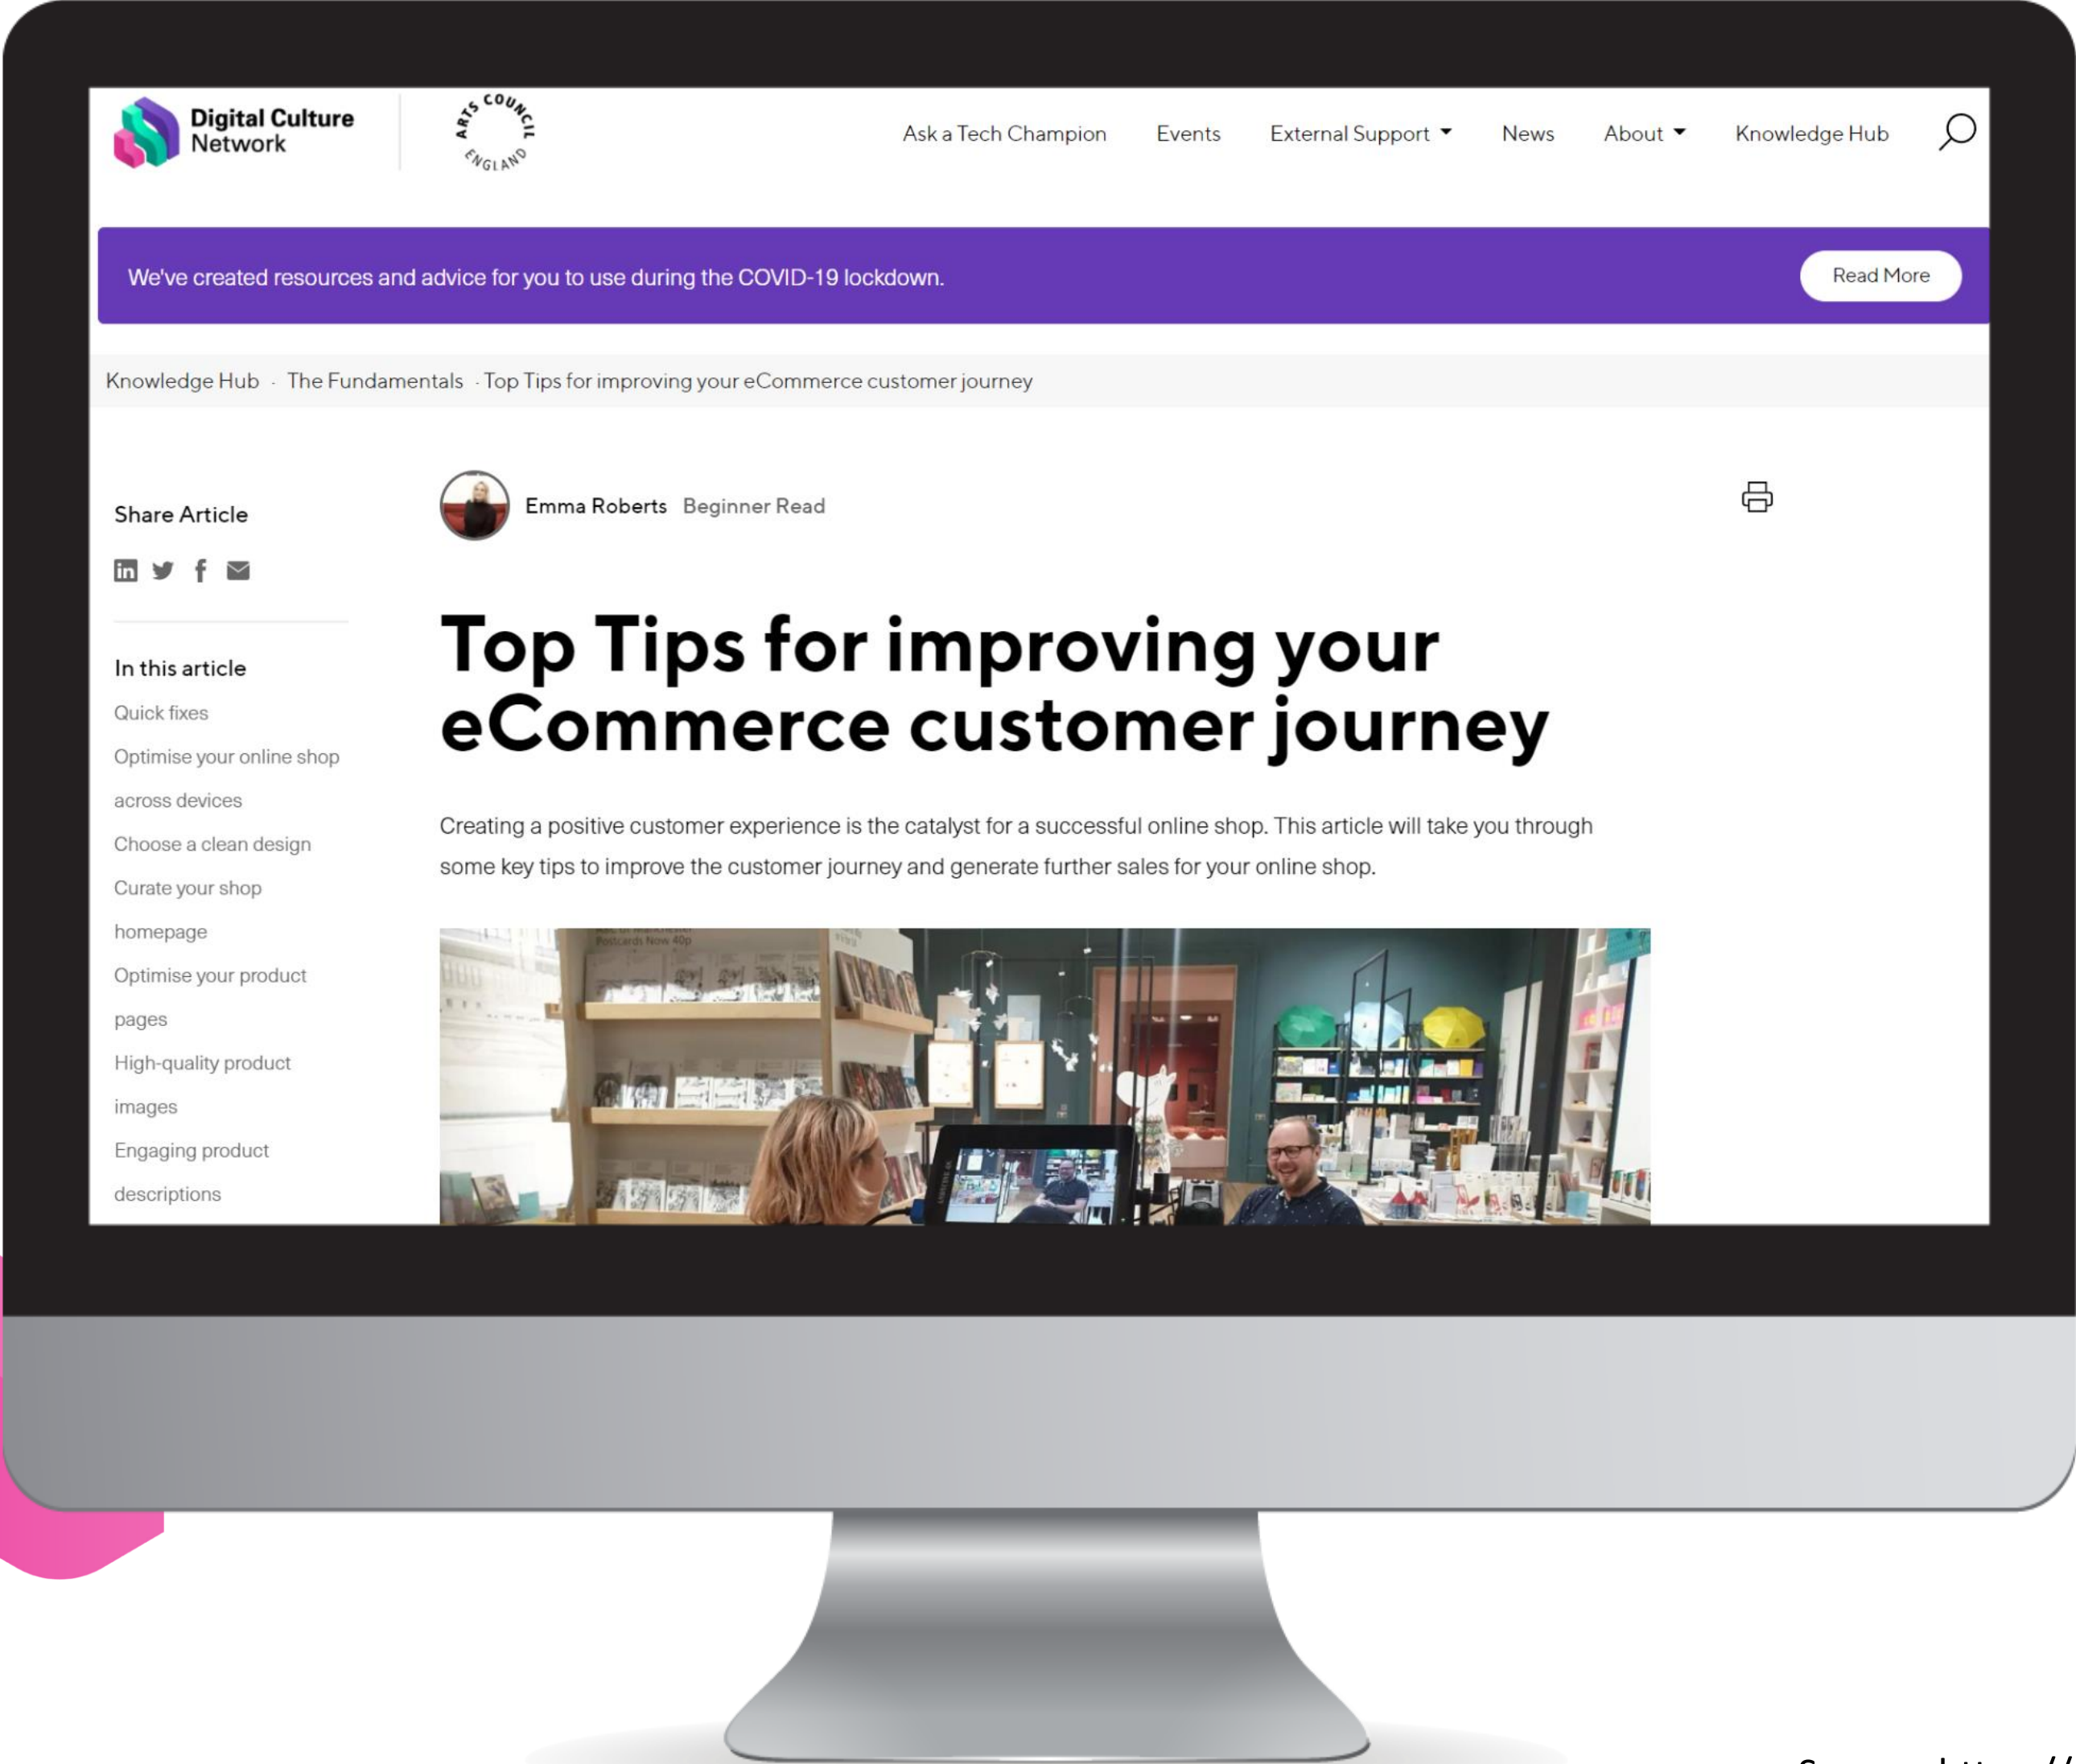 Digital Culture
Network
ARTS COUNCIL
ENGLAND
Ask a Tech Champion
Events
External Support
News
About
Knowledge Hub
We've created resources and advice for you to use during the COVID-19 lockdown.
Read More
Knowledge Hub · The Fundamentals · Top Tips for improving your eCommerce customer journey
Share Article
in
f
In this article
Quick fixes
Optimise your online shop
across devices
Choose a clean design
Curate your shop
homepage
Optimise your product
pages
High-quality product
images
Engaging product
descriptions
Emma Roberts Beginner Read
Top Tips for improving your
eCommerce customer journey
Creating a positive customer experience is the catalyst for a successful online shop. This article will take you through
some key tips to improve the customer journey and generate further sales for your online shop.
Postcards Now 40p